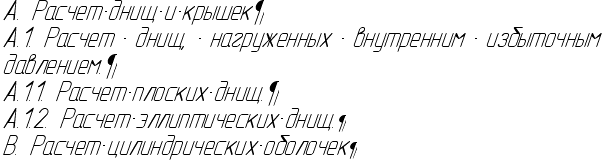 А. Расчет·днищ·и·крышек¶
А.1. Расчет · днищ, · нагруженных · внутренним · избыточным
давлением.¶
А.1.1. Расчет·плоских·днищ.¶
А.1.2. Расчет·эллиптических·днищ.¶
В. Расчет·цилиндрических·оболочек¶